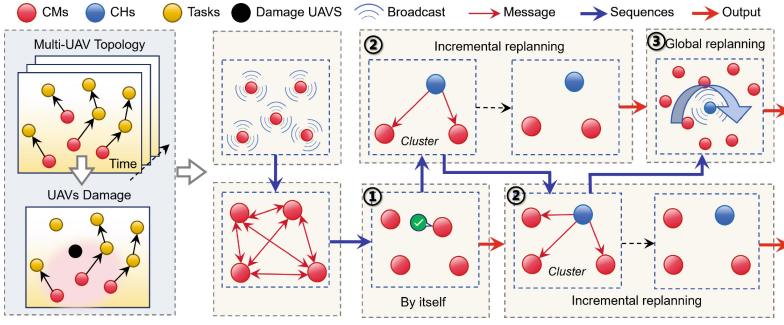 CMs CHs Tasks Damage UAVS Broadcast Message Sequences Output
Multi-UAV Topology
Time
UAVs Damage
② Incremental replanning
Cluster
③ Global replanning
①
By itself
②
Cluster
Incremental replanning